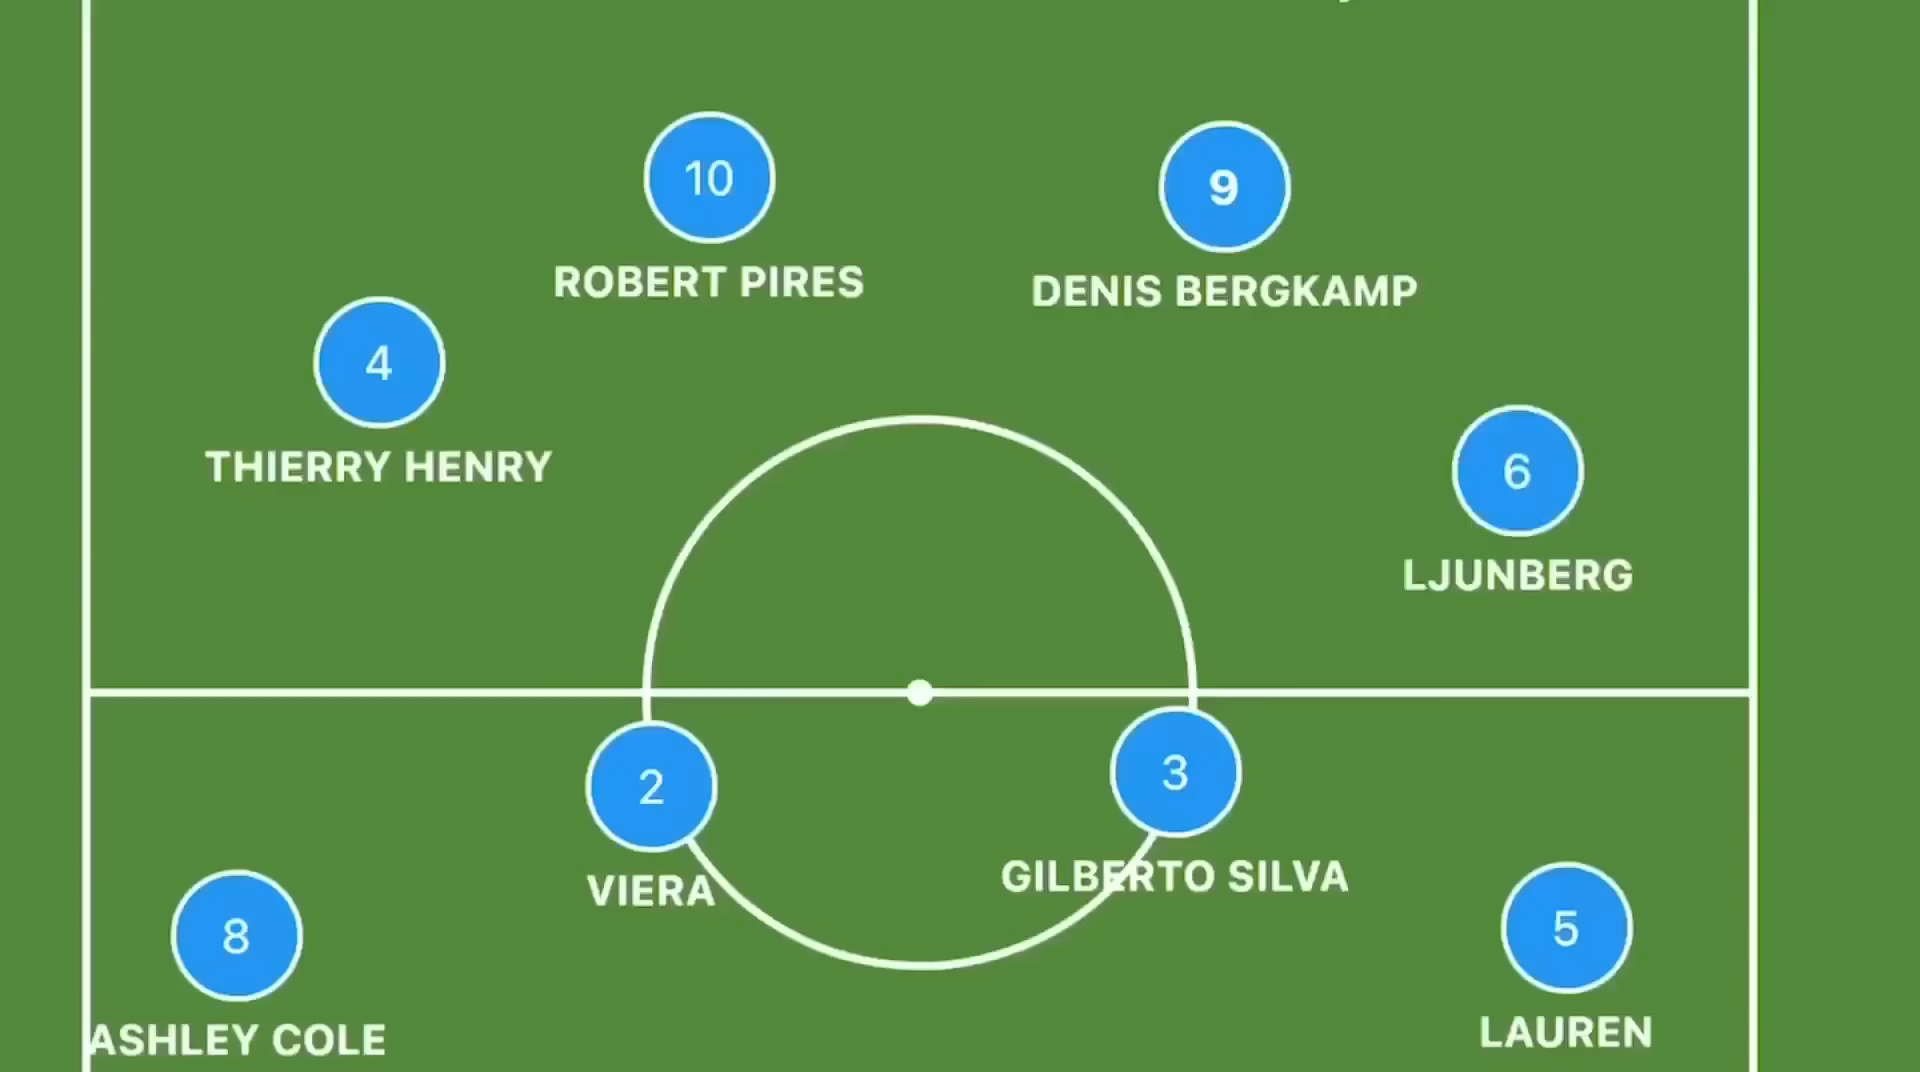 10
ROBERT PIRES
9
DENIS BERGKAMP
4
THIERRY HENRY
6
LJUNBERG
2
VIERA
3
GILBERTO SILVA
8
ASHLEY COLE
5
LAUREN